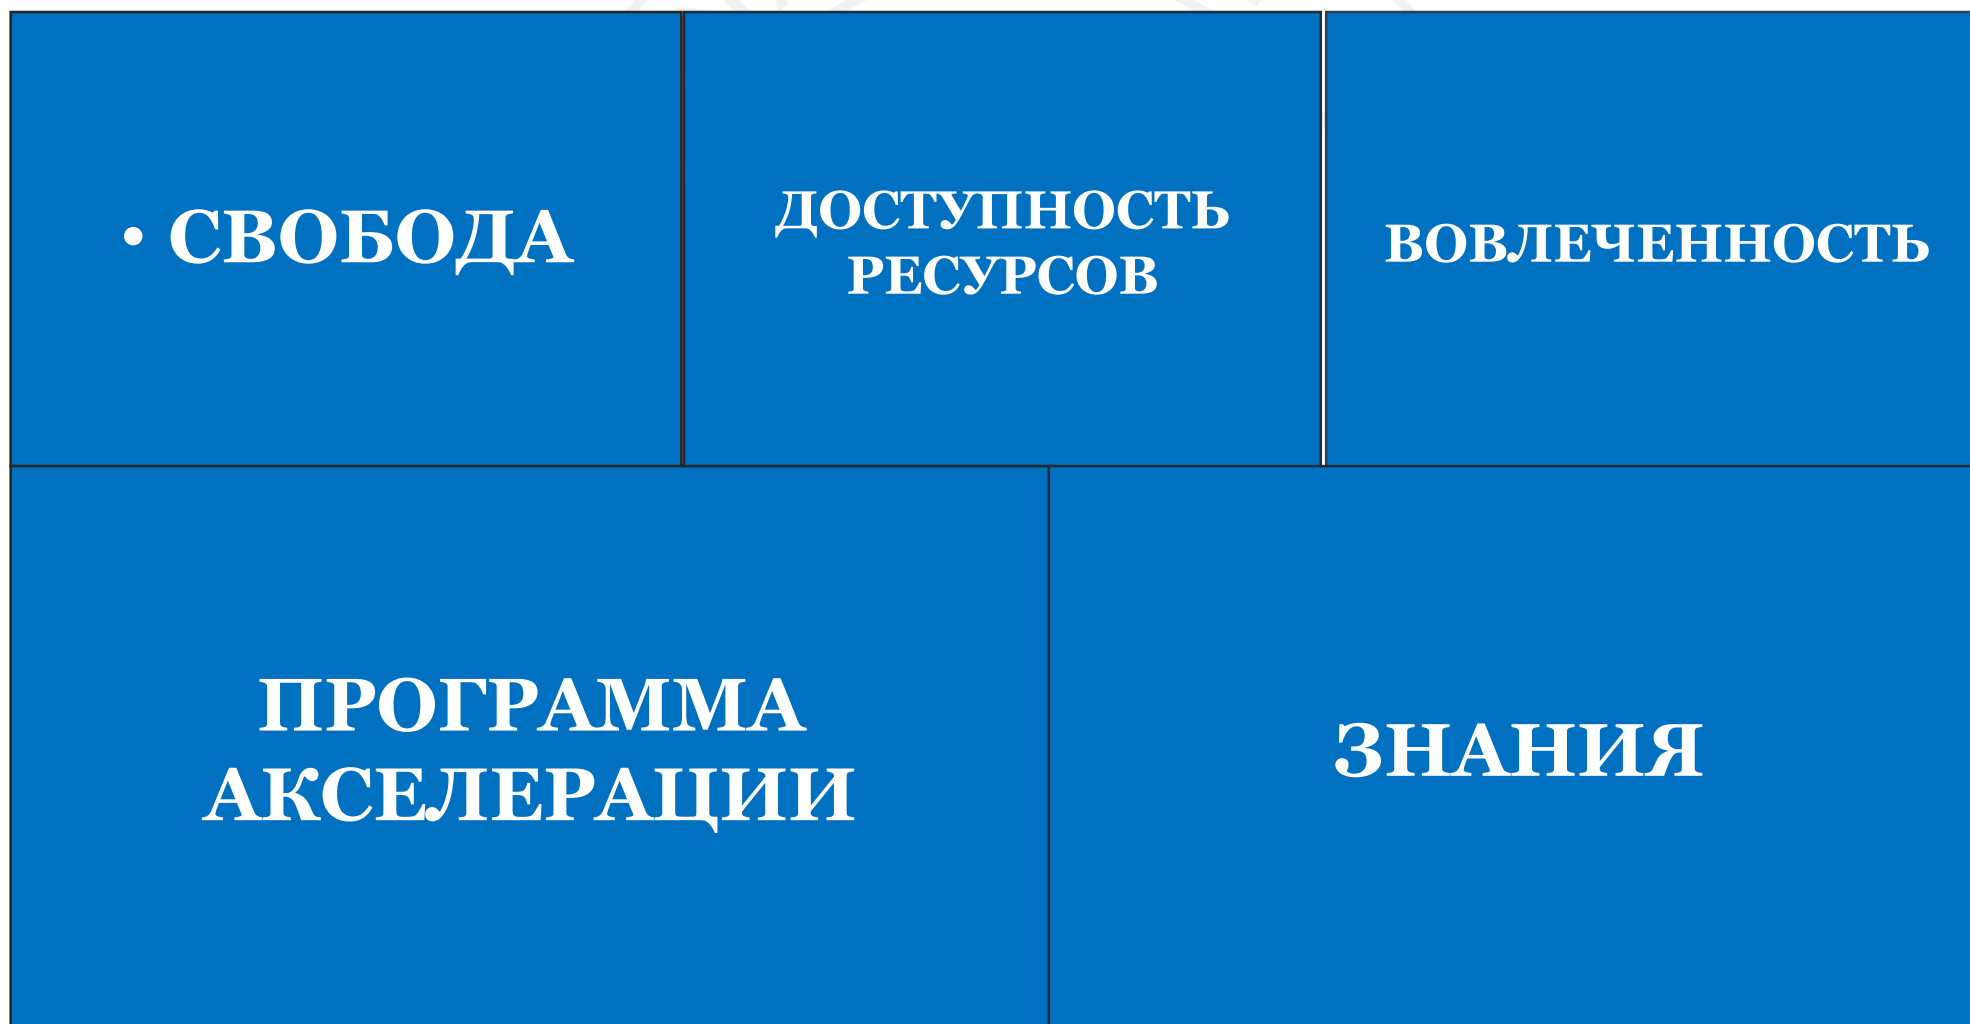 • СВОБОДА
ДОСТУПНОСТЬ
РЕСУРСОВ
ВОВЛЕЧЕННОСТЬ
ПРОГРАММА
АКСЕЛЕРАЦИИ
ЗНАНИЯ